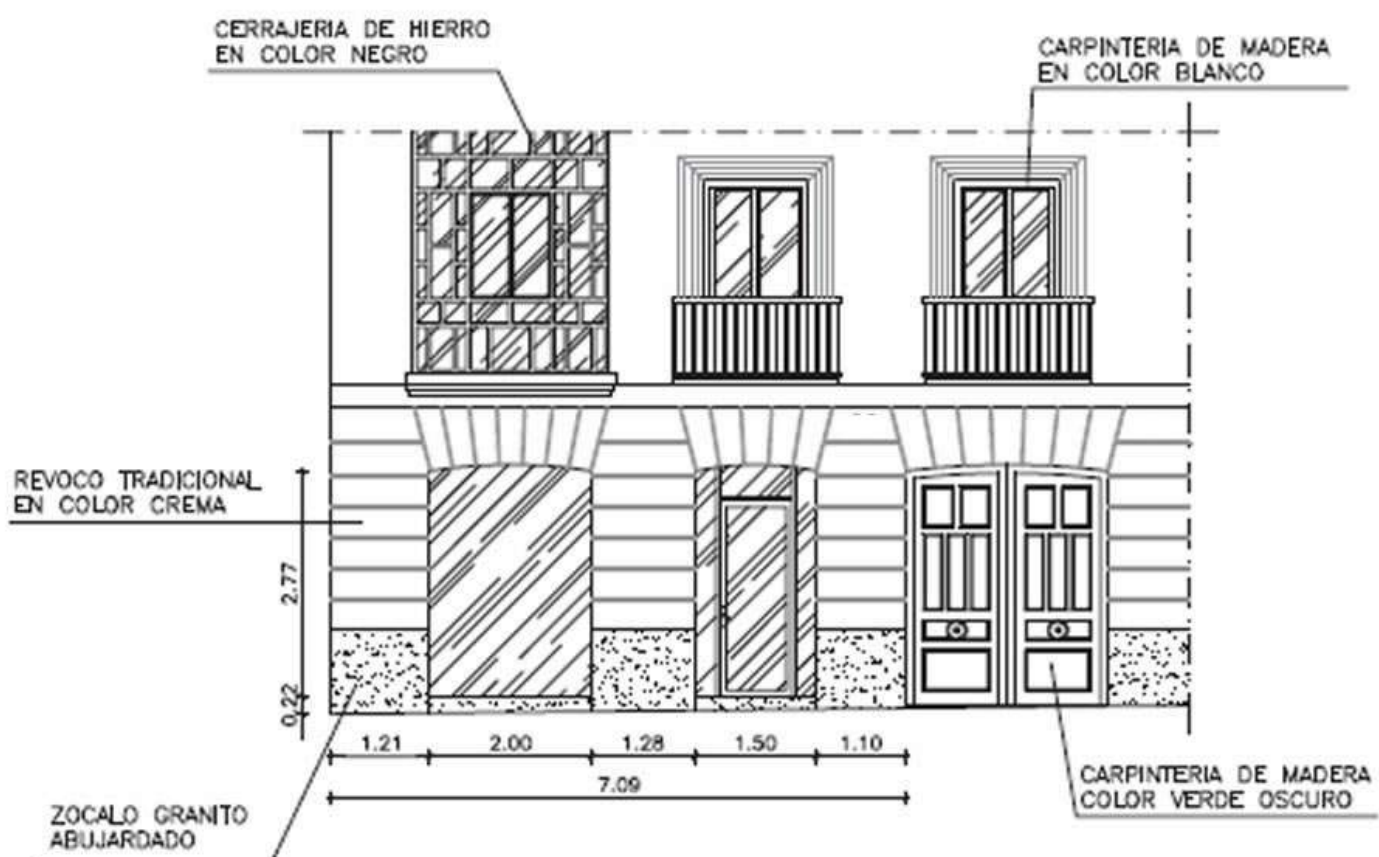 CERRAJERIA DE HIERRO
EN COLOR NEGRO
CARPINTERIA DE MADERA
EN COLOR BLANCO
REVOCO TRADICIONAL
EN COLOR CREMA
2.77
0.22
1.21 2.00 1.28 1.50 1.10
7.09
CARPINTERIA DE MADERA
COLOR VERDE OSCURO
ZOCALO GRANITO
ABUJARDADO